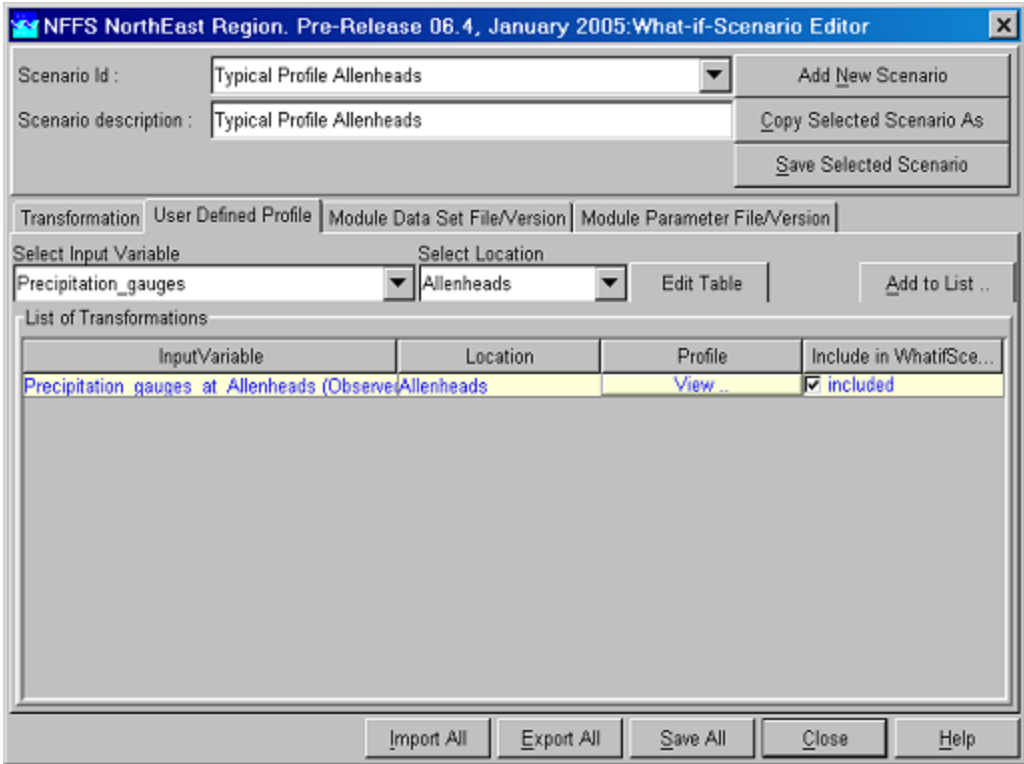 NFFS NorthEast Region. Pre-Release 06.4, January 2005:What-if-Scenario Editor
Scenario Id : Typical Profile Allenheads Add New Scenario
Scenario description : Typical Profile Allenheads Copy Selected Scenario As
Save Selected Scenario
Transformation User Defined Profile Module Data Set File/Version Module Parameter File/Version
Select Input Variable Select Location
Precipitation_gauges Allenheads Edit Table Add to List ..
List of Transformations
InputVariable Location Profile Include in WhatifSce...
Precipitation_gauges_at_Allenheads (Observe Allenheads View .. included
Import All Export All Save All Close Help